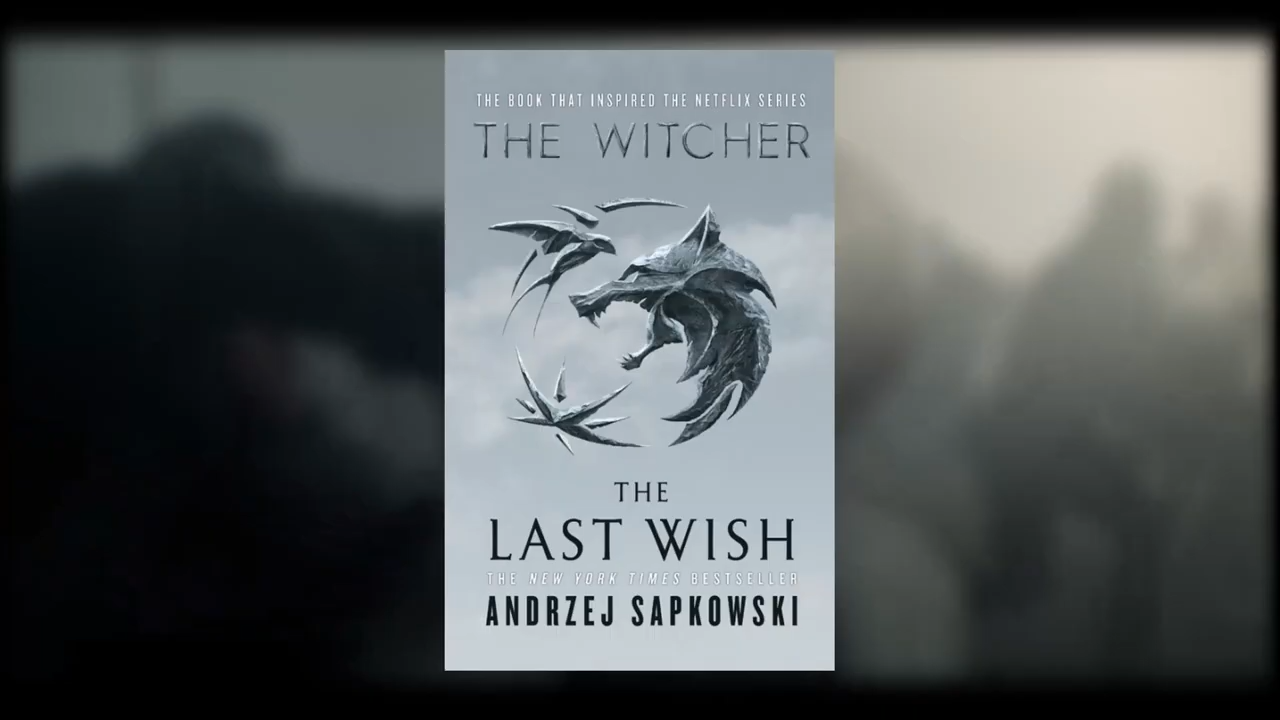 THE BOOK THAT INSPIRED THE NETFLIX SERIES
THE WITCHER
THE
LAST WISH
THE NEW YORK TIMES BESTSELLER
ANDRZEJ SAPKOWSKI